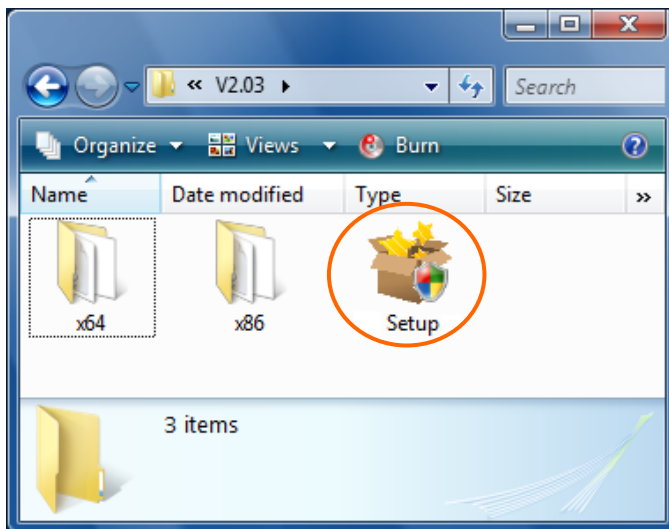 « V2.03
Search
Organize Views Burn
Name Date modified Type Size »
x64 x86 Setup
3 items